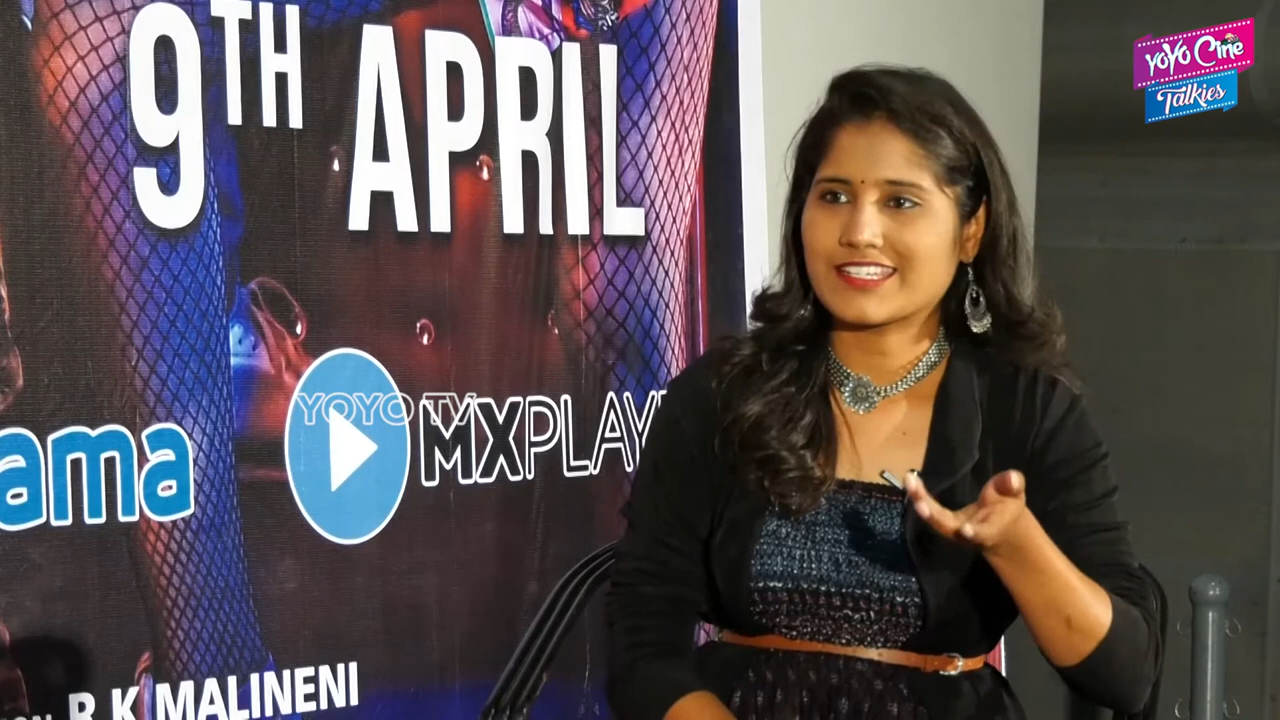 9TH APRIL
YOYO Cine
Talkies
YOYO TV
MXPLAY
ama
R K MALINENI